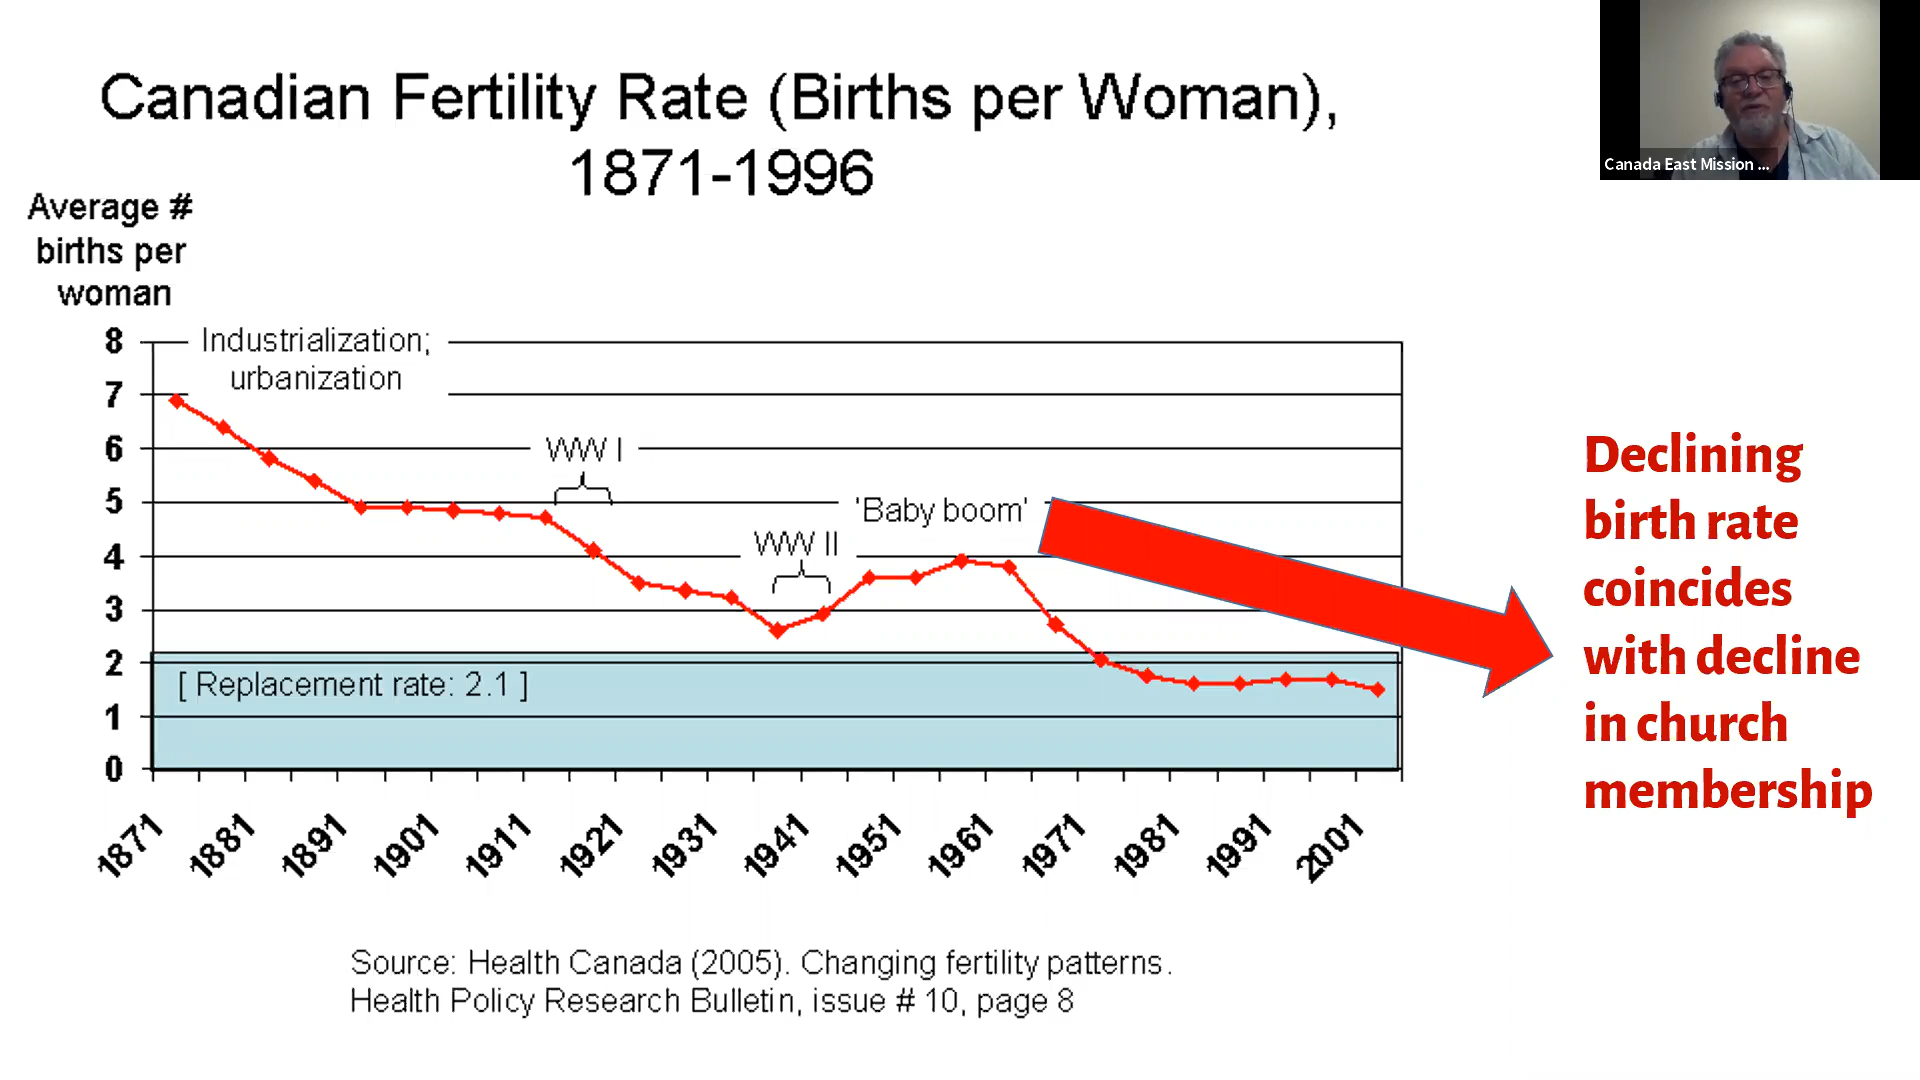 Canadian Fertility Rate (Births per Woman),
1871-1996
Canada East Mission ...
Average #
births per
woman
8
7
6
5
4
3
2
1
0
Industrialization;
urbanization
WW I
WW II
'Baby boom'
[ Replacement rate: 2.1 ]
1871
1881
1891
1901
1911
1921
1931
1941
1951
1961
1971
1981
1991
2001
Declining
birth rate
coincides
with decline
in church
membership
Source: Health Canada (2005). Changing fertility patterns.
Health Policy Research Bulletin, issue # 10, page 8